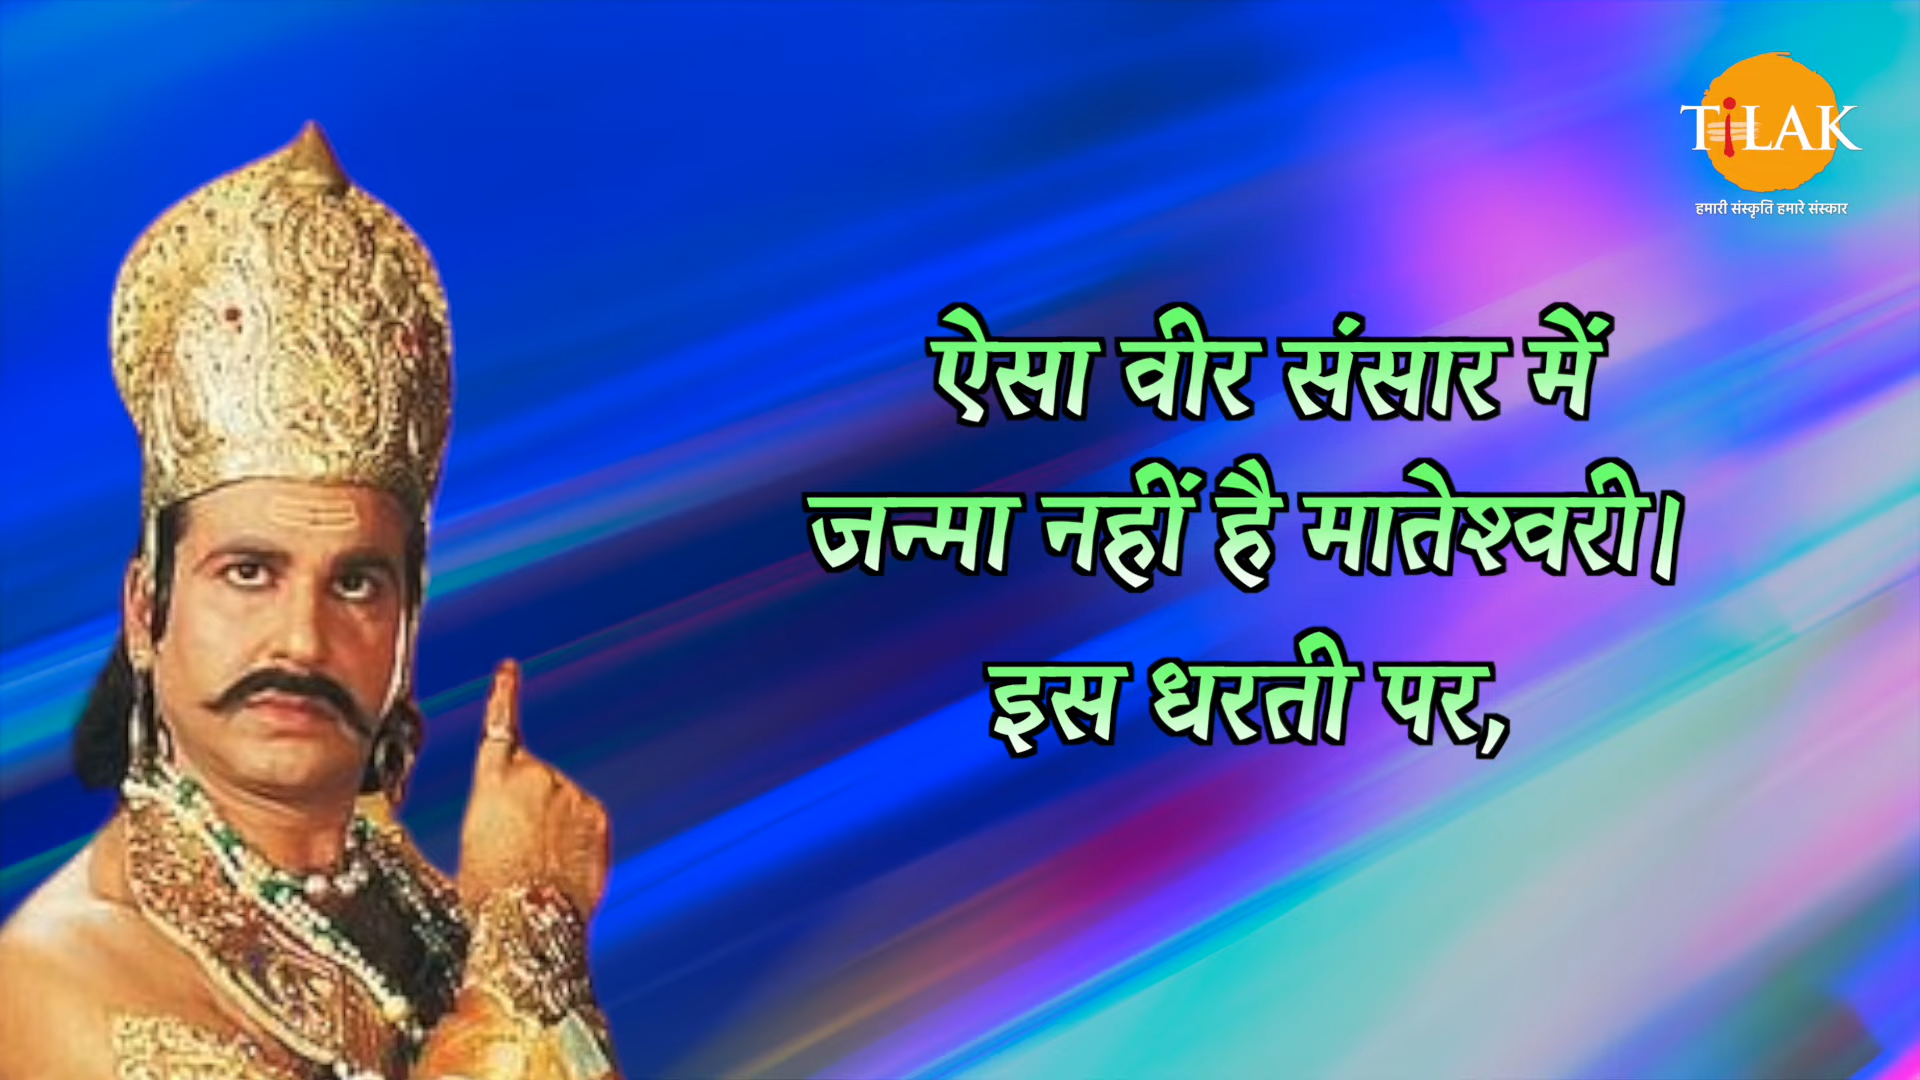 TiLAK
हमारी संस्कृति हमारे संस्कार
ऐसा वीर संसार में
जन्मा नहीं है मातेश्वरी।
इस धरती पर,